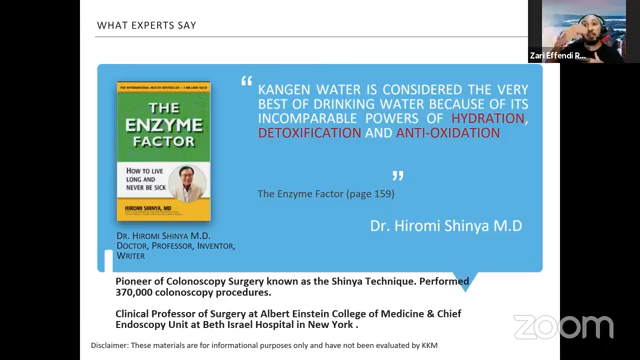 WHAT EXPERTS SAY
Zari Effendi R...
THE
ENZYME
FACTOR
HOW TO LIVE
LONG AND
NEVER BE SICK
HIROMI SHINYA, MD
“
KANGEN WATER IS CONSIDERED THE VERY
BEST OF DRINKING WATER BECAUSE OF ITS
INCOMPARABLE POWERS OF HYDRATION,
DETOXIFICATION AND ANTI-OXIDATION
”
The Enzyme Factor (page 159)
Dr. Hiromi Shinya M.D
DR. HIROMI SHINYA M.D.
DOCTOR, PROFESSOR, INVENTOR,
WRITER
Pioneer of Colonoscopy Surgery known as the Shinya Technique. Performed
370,000 colonoscopy procedures.
Clinical Professor of Surgery at Albert Einstein College of Medicine & Chief
Endoscopy Unit at Beth Israel Hospital in New York .
zoom
Disclaimer: These materials are for informational purposes only and have not been evaluated by KKM